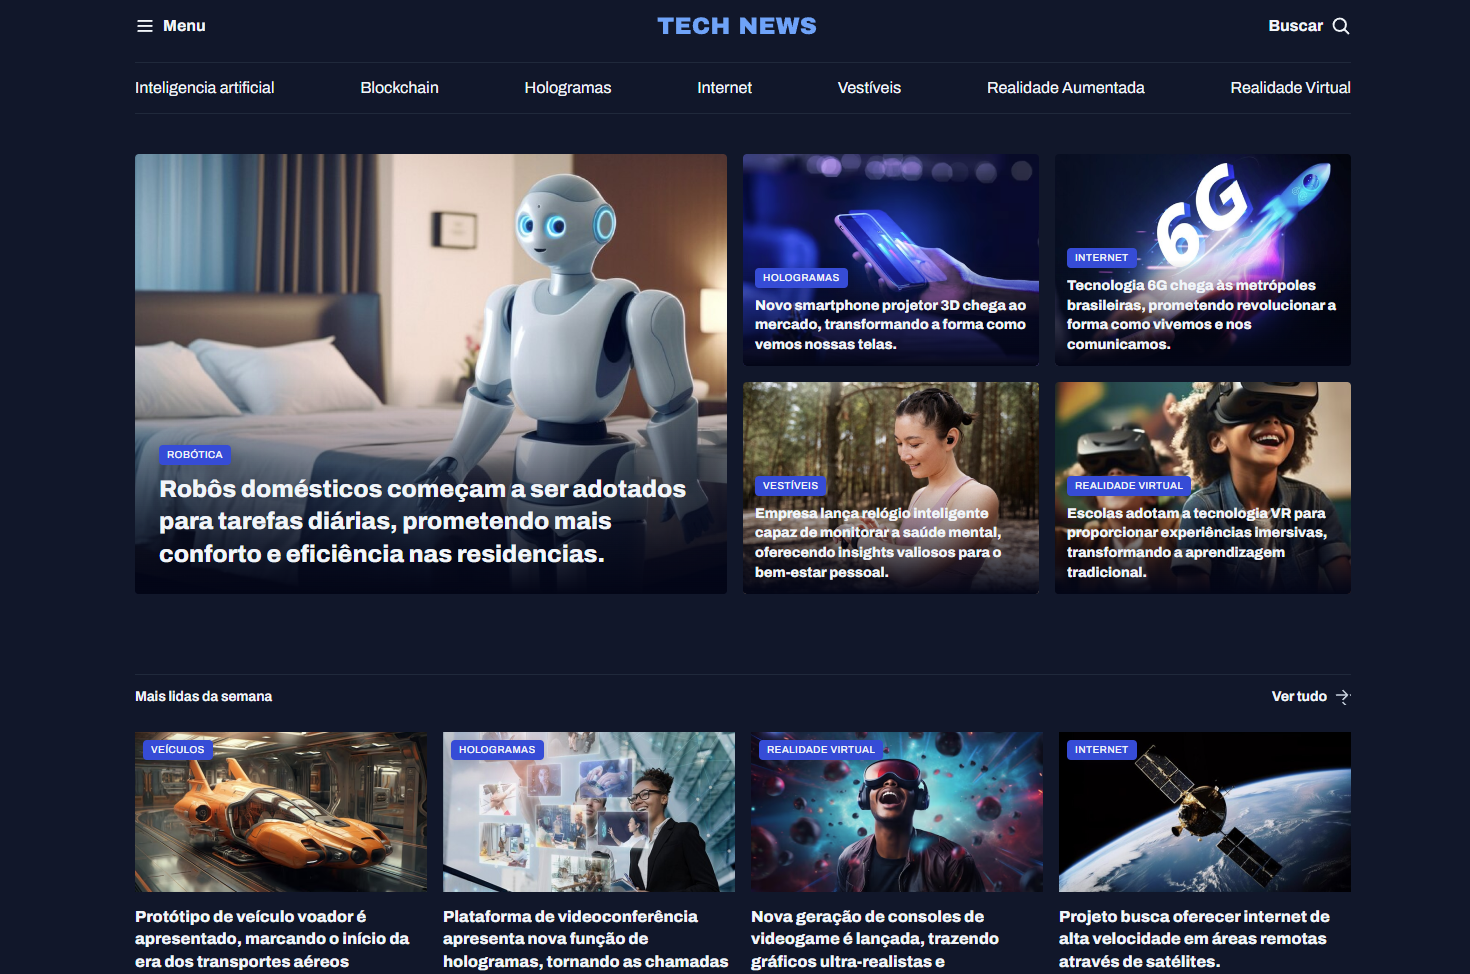 Menu
TECH NEWS
Buscar
Inteligencia artificial
Blockchain
Hologramas
Internet
Vestíveis
Realidade Aumentada
Realidade Virtual
ROBÓTICA
Robôs domésticos começam a ser adotados
para tarefas diárias, prometendo mais
conforto e eficiência nas residencias.
HOLOGRAMAS
Novo smartphone projetor 3D chega ao
mercado, transformando a forma como
vemos nossas telas.
6G
INTERNET
Tecnologia 6G chega às metrópoles
brasileiras, prometendo revolucionar a
forma como vivemos e nos
comunicamos.
VESTÍVEIS
Empresa lança relógio inteligente
capaz de monitorar a saúde mental,
oferecendo insights valiosos para o
bem-estar pessoal.
REALIDADE VIRTUAL
Escolas adotam a tecnologia VR para
proporcionar experiências imersivas,
transformando a aprendizagem
tradicional.
Mais lidas da semana
Ver tudo
VEÍCULOS
Protótipo de veículo voador é
apresentado, marcando o início da
era dos transportes aéreos
HOLOGRAMAS
Plataforma de videoconferência
apresenta nova função de
hologramas, tornando as chamadas
REALIDADE VIRTUAL
Nova geração de consoles de
videogame é lançada, trazendo
gráficos ultra-realistas e
INTERNET
Projeto busca oferecer internet de
alta velocidade em áreas remotas
através de satélites.